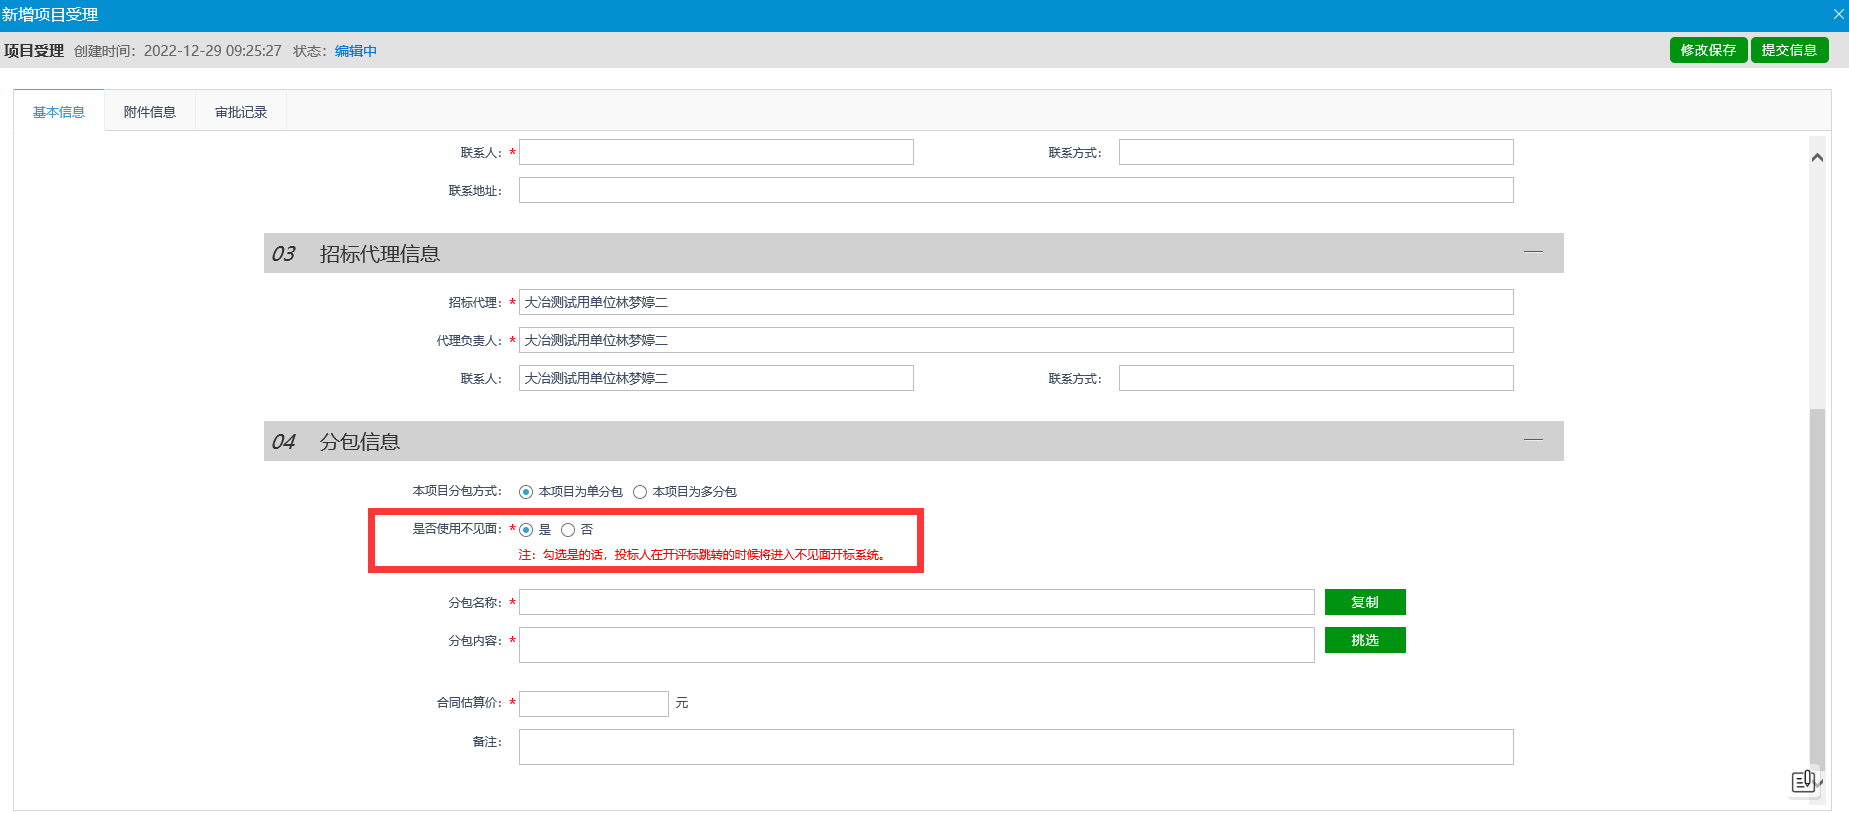 新增项目受理
项目受理 创建时间：2022-12-29 09:25:27 状态：编辑中 修改保存 提交信息
基本信息 附件信息 审批记录
联系人：* 联系方式：
联系地址：
03 招标代理信息
招标代理：* 大冶测试用单位林梦婷二
代理负责人：* 大冶测试用单位林梦婷二
联系人： 大冶测试用单位林梦婷二 联系方式：
04 分包信息
本项目分包方式： 本项目为单分包 本项目为多分包
是否使用不见面：* 是 否
注：勾选是的话，投标人在开评标跳转的时候将进入不见面开标系统。
分包名称：* 复制
分包内容：* 挑选
合同估算价：* 元
备注：